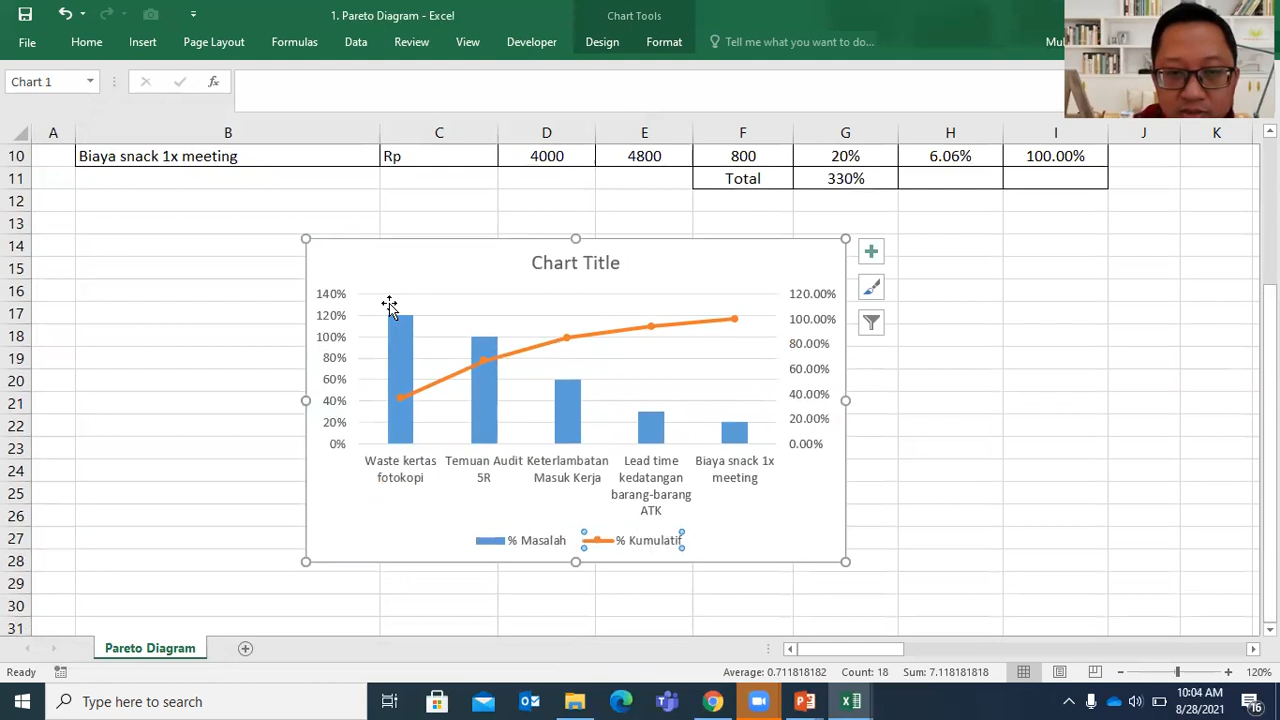 1. Pareto Diagram - Excel
Chart Tools
File Home Insert Page Layout Formulas Data Review View Developer Design Format Tell me what you want to do...
Chart 1
fx
A B C D E F G H I J K
10 Biaya snack 1x meeting Rp 4000 4800 800 20% 6.06% 100.00%
11 Total 330%
12
13
14
15
16
17
18
19
20
21
22
23
24
25
26
27
28
29
30
31
Chart Title
140% 120.00%
120% 100.00%
100% 80.00%
80% 60.00%
60% 40.00%
40% 20.00%
20% 0.00%
0%
Waste kertas fotokopi
Temuan Audit 5R
Keterlambatan Masuk Kerja
Lead time kedatangan barang-barang ATK
Biaya snack 1x meeting
% Masalah % Kumulatif
Pareto Diagram
Ready Average: 0.711818182 Count: 18 Sum: 7.118181818 120%
Type here to search
10:04 AM
8/28/2021
16